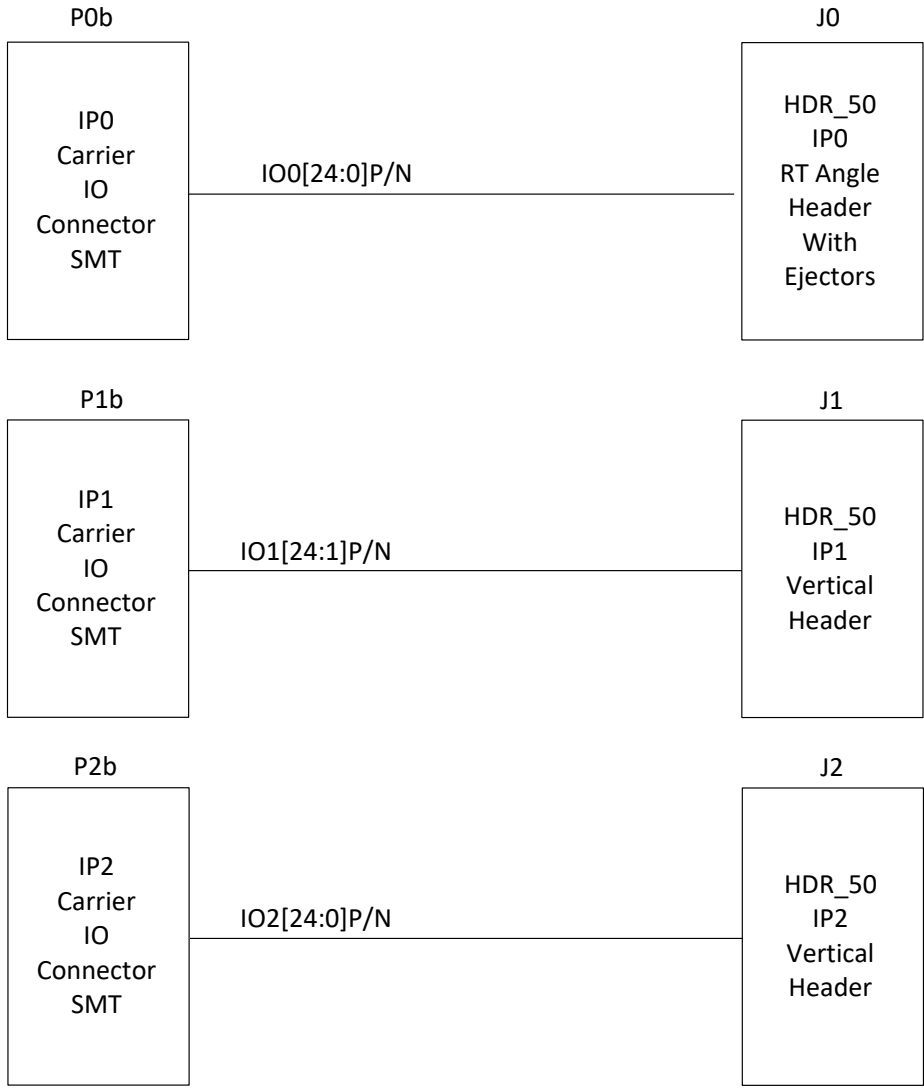 P0b
J0
IP0
Carrier
IO
Connector
SMT
IO0[24:0]P/N
HDR_50
IP0
RT Angle
Header
With
Ejectors
P1b
J1
IP1
Carrier
IO
Connector
SMT
IO1[24:1]P/N
HDR_50
IP1
Vertical
Header
P2b
J2
IP2
Carrier
IO
Connector
SMT
IO2[24:0]P/N
HDR_50
IP2
Vertical
Header